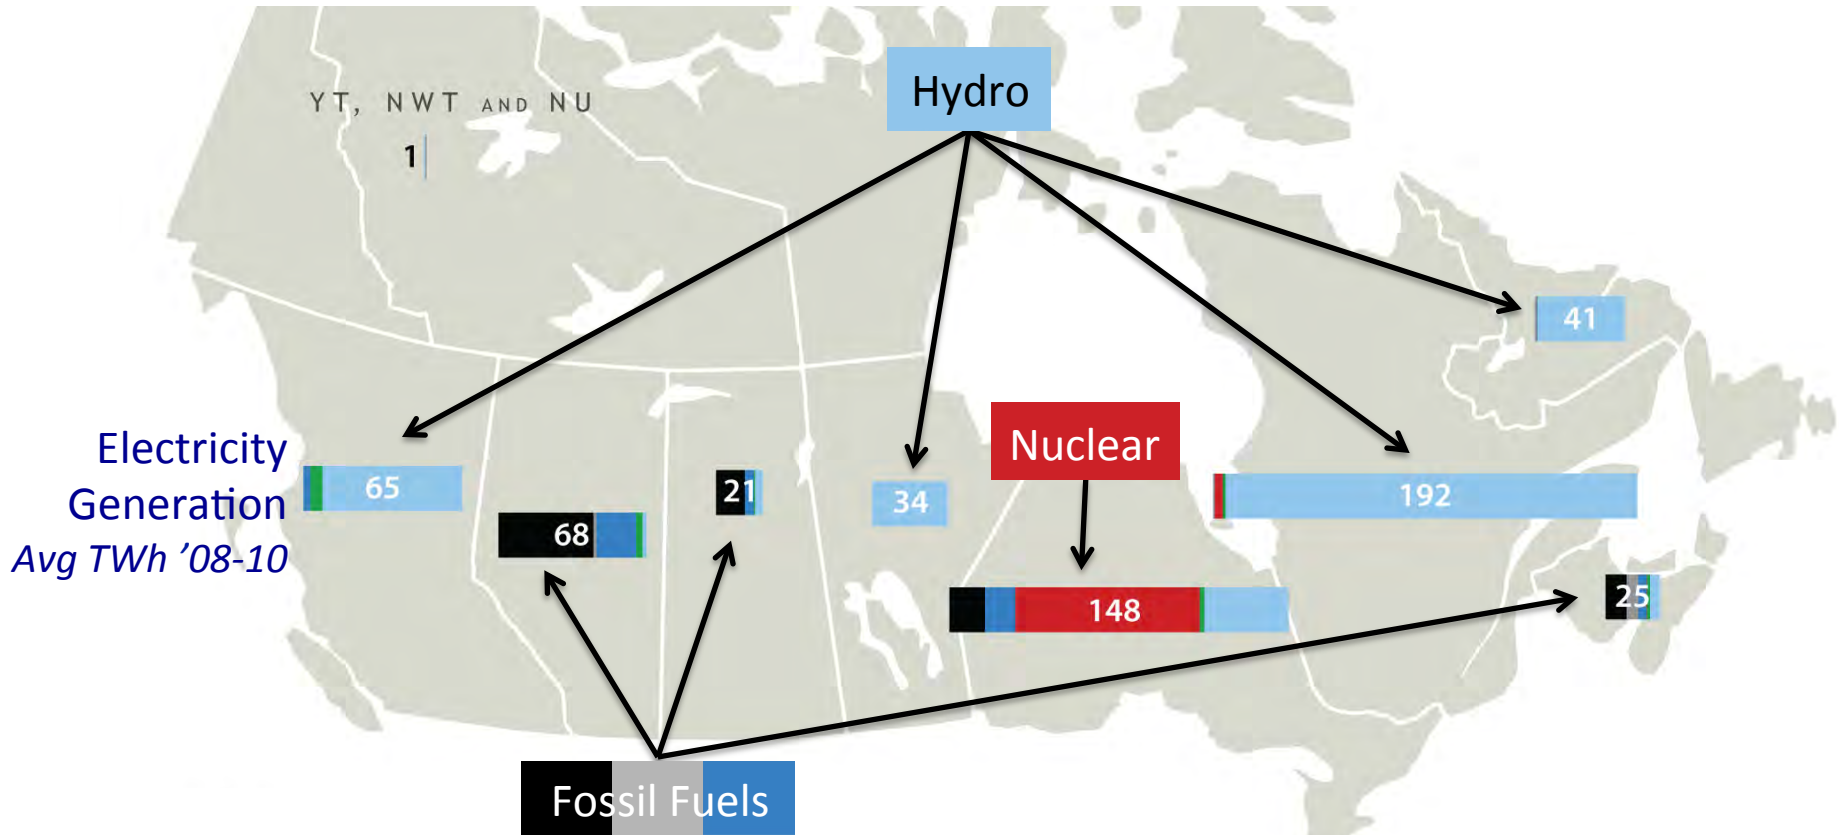 Hydro
YT, NWT AND NU
1
41
Electricity
Generation
Avg TWh ’08-10
Nuclear
65
21
34
192
68
148
25
Fossil Fuels